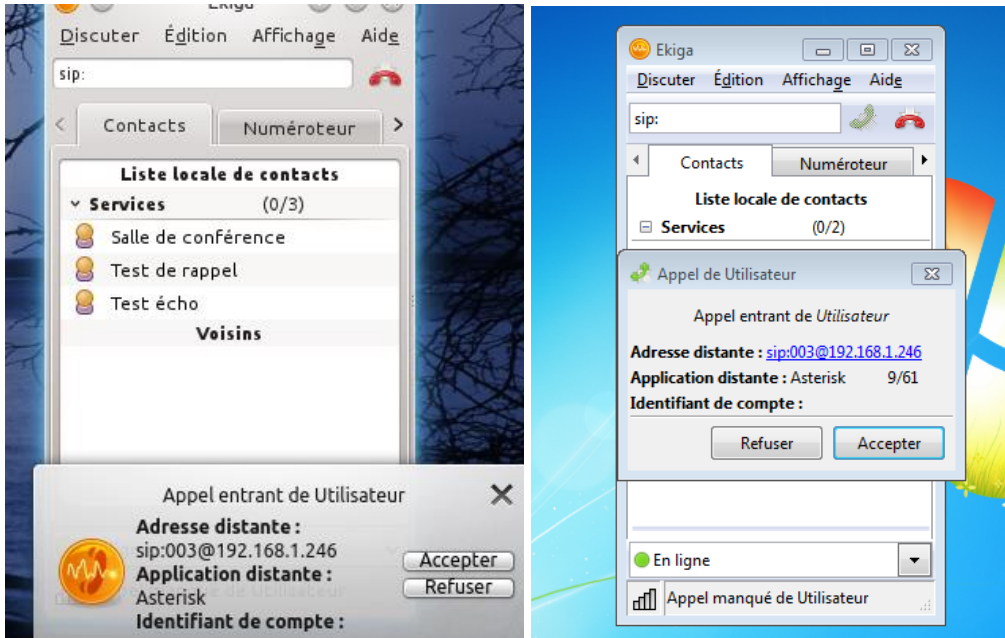 Ekiga
Discuter Édition Affichage Aide
sip:
Contacts Numéroteur
Liste locale de contacts
Services (0/3)
Salle de conférence
Test de rappel
Test écho
Voisins
Appel entrant de Utilisateur
Adresse distante :
sip:003@192.168.1.246
Application distante :
Asterisk
Identifiant de compte :
Accepter
Refuser
Ekiga
Discuter Édition Affichage Aide
sip:
Contacts Numéroteur
Liste locale de contacts
Services (0/2)
Appel de Utilisateur
Appel entrant de Utilisateur
Adresse distante : sip:003@192.168.1.246
Application distante : Asterisk 9/61
Identifiant de compte :
Refuser Accepter
En ligne
Appel manqué de Utilisateur